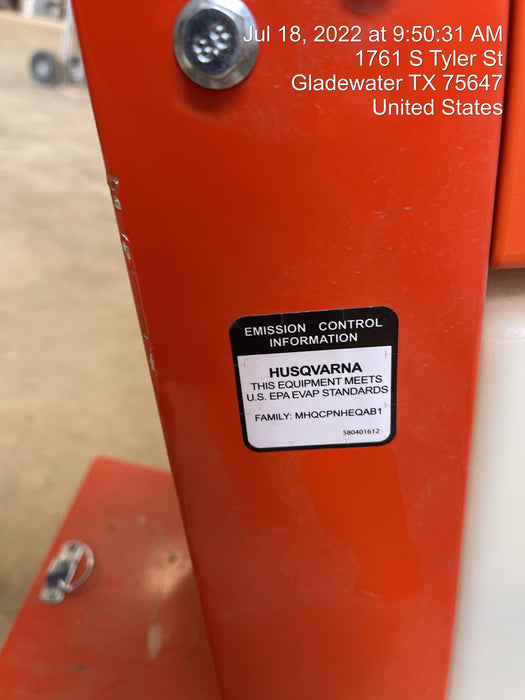 Jul 18, 2022 at 9:50:31 AM
1761 S Tyler St
Gladewater TX 75647
United States
EMISSION CONTROL
INFORMATION
HUSQVARNA
THIS EQUIPMENT MEETS
U.S. EPA EVAP STANDARDS
FAMILY: MHQCPNHEQAB1
580401612